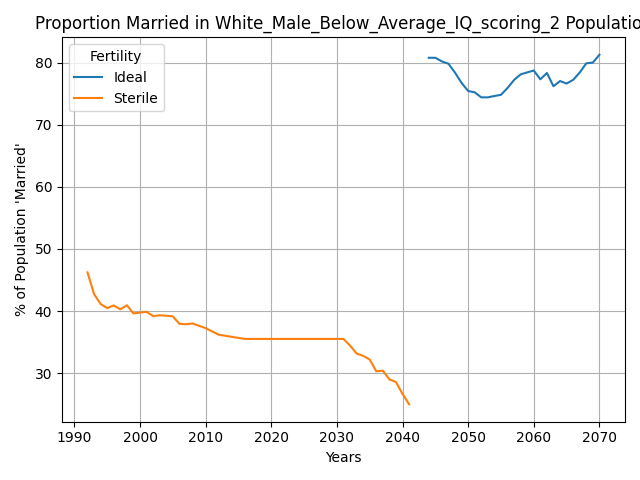 Proportion Married in White_Male_Below_Average_IQ_scoring_2 Populatio
Fertility
Ideal
Sterile
80
70
60
50
40
30
% of Population 'Married'
1990 2000 2010 2020 2030 2040 2050 2060 2070
Years